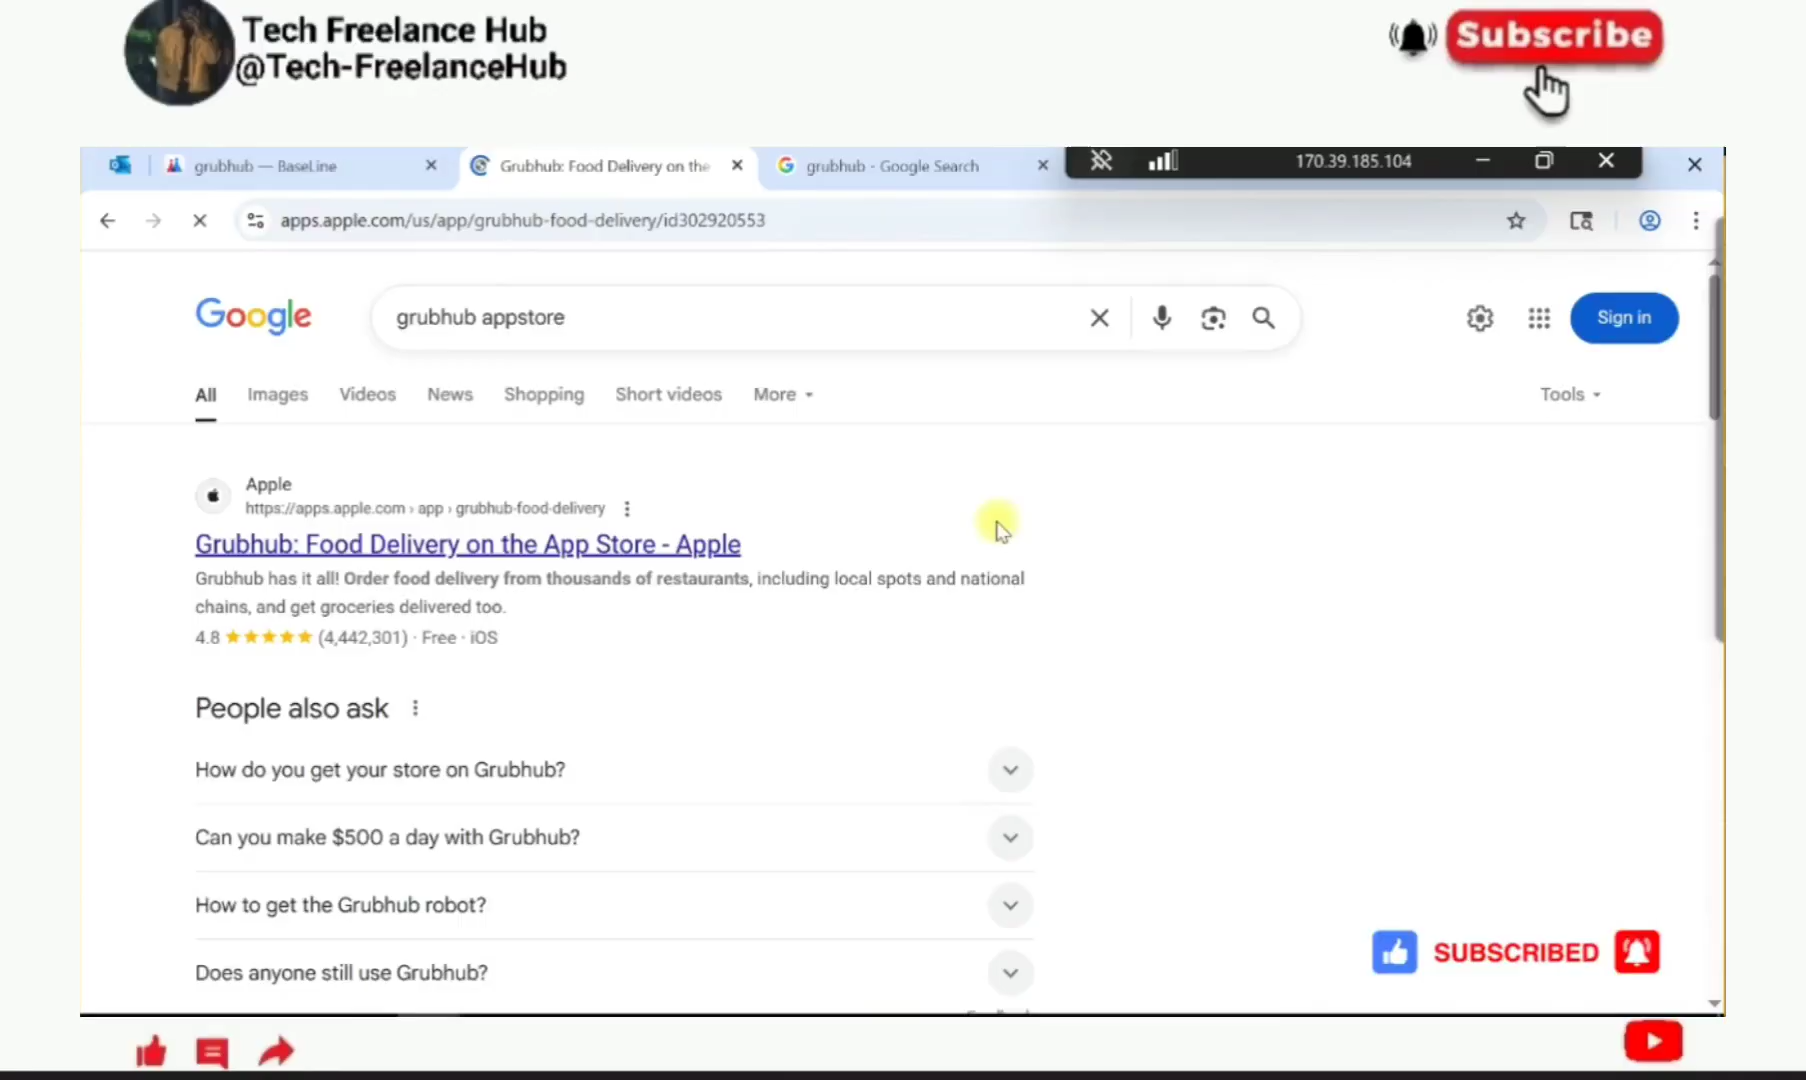 Tech Freelance Hub
@Tech-FreelanceHub
Subscribe
grubhub — BaseLine
Grubhub: Food Delivery on the
grubhub - Google Search
170.39.185.104
apps.apple.com/us/app/grubhub-food-delivery/id302920553
Google
grubhub appstore
Sign in
All
Images
Videos
News
Shopping
Short videos
More
Tools
Apple
https://apps.apple.com › app › grubhub-food-delivery
Grubhub: Food Delivery on the App Store - Apple
Grubhub has it all! Order food delivery from thousands of restaurants, including local spots and national
chains, and get groceries delivered too.
4.8 ★★★★★ (4,442,301) · Free · iOS
People also ask
How do you get your store on Grubhub?
Can you make $500 a day with Grubhub?
How to get the Grubhub robot?
Does anyone still use Grubhub?
SUBSCRIBED